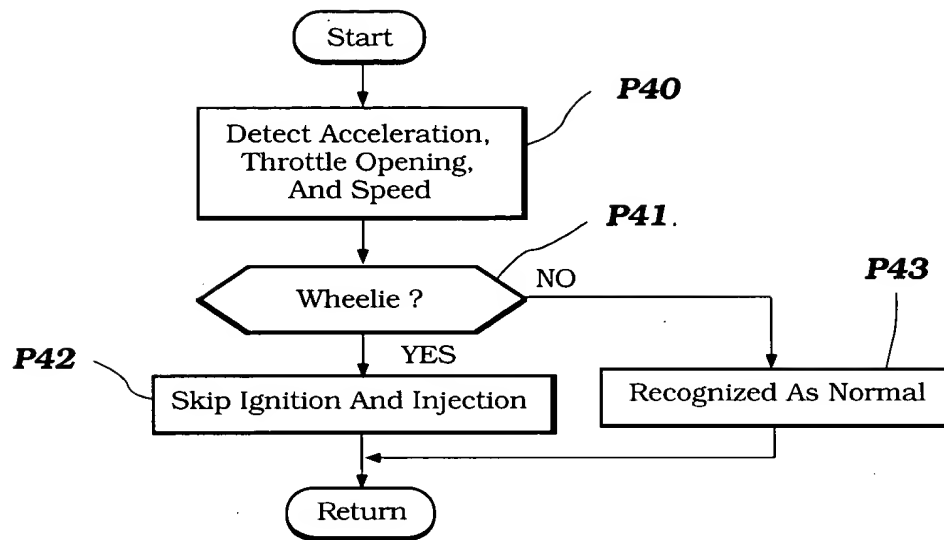 Start
P40
Detect Acceleration,
Throttle Opening,
And Speed
P41.
Wheelie ?
NO
P43
YES
P42
Skip Ignition And Injection
Recognized As Normal
Return